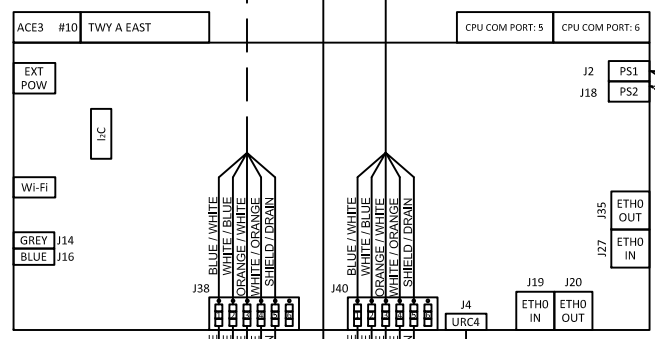 ACE3 #10 TWY A EAST CPU COM PORT: 5 CPU COM PORT: 6
EXT
POW
J2 PS1
J18 PS2
I2C
Wi-Fi
BLUE / WHITE
WHITE / BLUE
ORANGE / WHITE
WHITE / ORANGE
SHIELD / DRAIN
BLUE / WHITE
WHITE / BLUE
ORANGE / WHITE
WHITE / ORANGE
SHIELD / DRAIN
J35 ETH0
OUT
J27 ETH0
IN
GREY J14
BLUE J16
J38
J40
J4
URC4
J19 J20
ETH0 ETH0
IN OUT